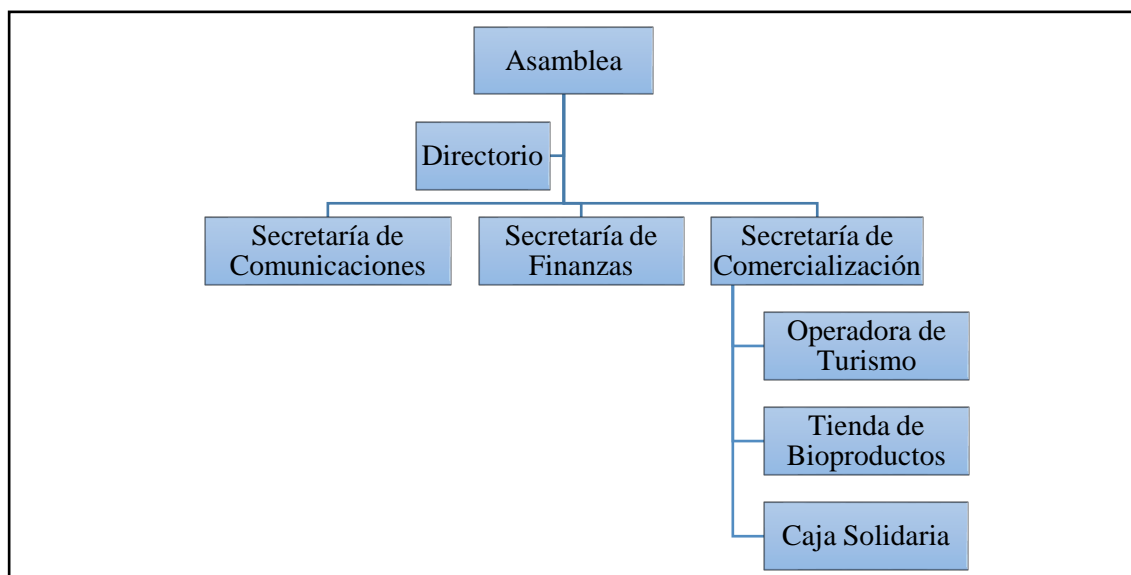 Asamblea
Directorio
Secretaría de
Comunicaciones
Secretaría de
Finanzas
Secretaría de
Comercialización
Operadora de
Turismo
Tienda de
Bioproductos
Caja Solidaria